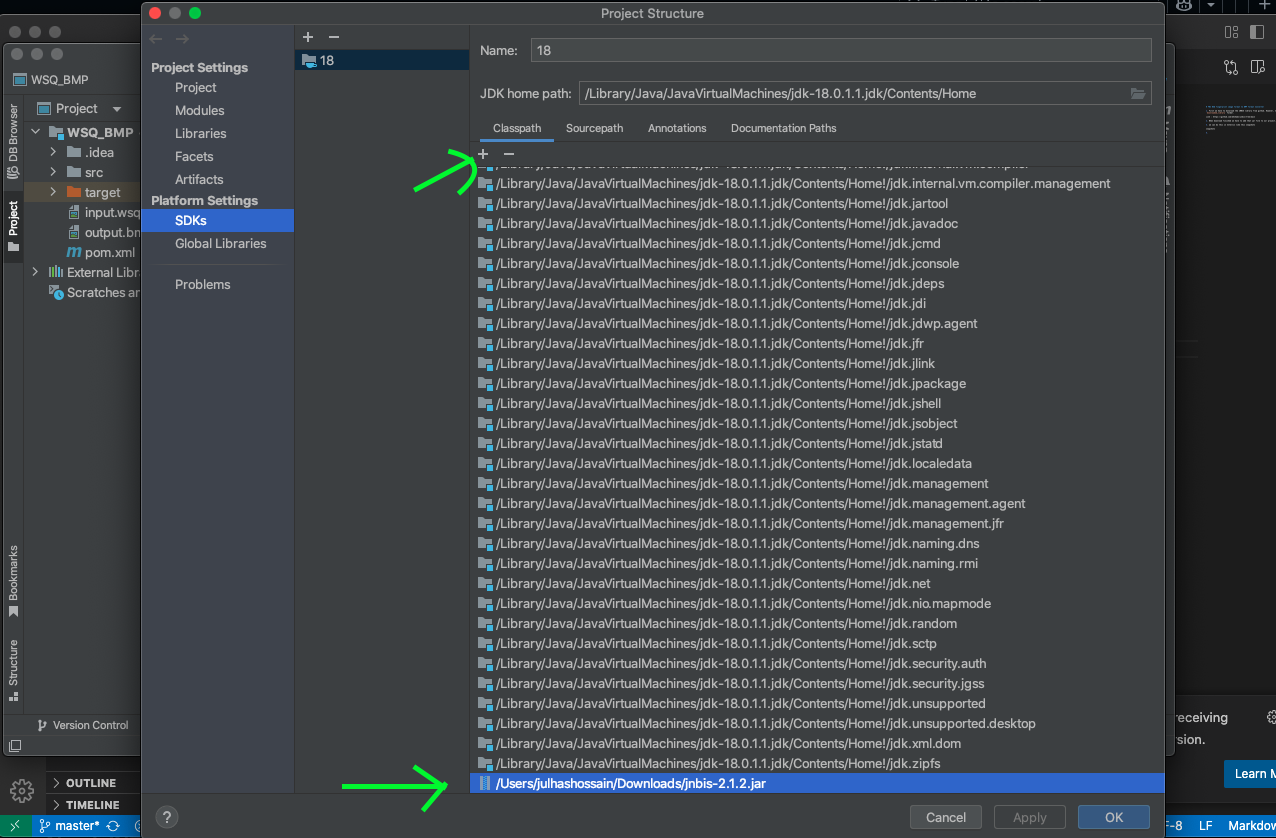 Project Structure
WSQ_BMP
Project
WSQ_BMP
.idea
src
target
input.wsq
output.bm
pom.xml
External Libr
Scratches an
DB Browser
Project
Bookmarks
Structure
Version Control
OUTLINE
TIMELINE
master*
Project Settings
Project
Modules
Libraries
Facets
Artifacts
Platform Settings
SDKs
Global Libraries
Problems
18
Name: 18
JDK home path: /Library/Java/JavaVirtualMachines/jdk-18.0.1.1.jdk/Contents/Home
Classpath Sourcepath Annotations Documentation Paths
/Library/Java/JavaVirtualMachines/jdk-18.0.1.1.jdk/Contents/Home!/jdk.internal.vm.compiler
/Library/Java/JavaVirtualMachines/jdk-18.0.1.1.jdk/Contents/Home!/jdk.internal.vm.compiler.management
/Library/Java/JavaVirtualMachines/jdk-18.0.1.1.jdk/Contents/Home!/jdk.jartool
/Library/Java/JavaVirtualMachines/jdk-18.0.1.1.jdk/Contents/Home!/jdk.javadoc
/Library/Java/JavaVirtualMachines/jdk-18.0.1.1.jdk/Contents/Home!/jdk.jcmd
/Library/Java/JavaVirtualMachines/jdk-18.0.1.1.jdk/Contents/Home!/jdk.jconsole
/Library/Java/JavaVirtualMachines/jdk-18.0.1.1.jdk/Contents/Home!/jdk.jdeps
/Library/Java/JavaVirtualMachines/jdk-18.0.1.1.jdk/Contents/Home!/jdk.jdi
/Library/Java/JavaVirtualMachines/jdk-18.0.1.1.jdk/Contents/Home!/jdk.jdwp.agent
/Library/Java/JavaVirtualMachines/jdk-18.0.1.1.jdk/Contents/Home!/jdk.jfr
/Library/Java/JavaVirtualMachines/jdk-18.0.1.1.jdk/Contents/Home!/jdk.jlink
/Library/Java/JavaVirtualMachines/jdk-18.0.1.1.jdk/Contents/Home!/jdk.jpackage
/Library/Java/JavaVirtualMachines/jdk-18.0.1.1.jdk/Contents/Home!/jdk.jshell
/Library/Java/JavaVirtualMachines/jdk-18.0.1.1.jdk/Contents/Home!/jdk.jsobject
/Library/Java/JavaVirtualMachines/jdk-18.0.1.1.jdk/Contents/Home!/jdk.jstatd
/Library/Java/JavaVirtualMachines/jdk-18.0.1.1.jdk/Contents/Home!/jdk.localedata
/Library/Java/JavaVirtualMachines/jdk-18.0.1.1.jdk/Contents/Home!/jdk.management
/Library/Java/JavaVirtualMachines/jdk-18.0.1.1.jdk/Contents/Home!/jdk.management.agent
/Library/Java/JavaVirtualMachines/jdk-18.0.1.1.jdk/Contents/Home!/jdk.management.jfr
/Library/Java/JavaVirtualMachines/jdk-18.0.1.1.jdk/Contents/Home!/jdk.naming.dns
/Library/Java/JavaVirtualMachines/jdk-18.0.1.1.jdk/Contents/Home!/jdk.naming.rmi
/Library/Java/JavaVirtualMachines/jdk-18.0.1.1.jdk/Contents/Home!/jdk.net
/Library/Java/JavaVirtualMachines/jdk-18.0.1.1.jdk/Contents/Home!/jdk.nio.mapmode
/Library/Java/JavaVirtualMachines/jdk-18.0.1.1.jdk/Contents/Home!/jdk.random
/Library/Java/JavaVirtualMachines/jdk-18.0.1.1.jdk/Contents/Home!/jdk.sctp
/Library/Java/JavaVirtualMachines/jdk-18.0.1.1.jdk/Contents/Home!/jdk.security.auth
/Library/Java/JavaVirtualMachines/jdk-18.0.1.1.jdk/Contents/Home!/jdk.security.jgss
/Library/Java/JavaVirtualMachines/jdk-18.0.1.1.jdk/Contents/Home!/jdk.unsupported
/Library/Java/JavaVirtualMachines/jdk-18.0.1.1.jdk/Contents/Home!/jdk.unsupported.desktop
/Library/Java/JavaVirtualMachines/jdk-18.0.1.1.jdk/Contents/Home!/jdk.xml.dom
/Library/Java/JavaVirtualMachines/jdk-18.0.1.1.jdk/Contents/Home!/jdk.zipfs
/Users/julhashossain/Downloads/jnbis-2.1.2.jar
? Cancel Apply OK
receiving
sion.
Learn M
F-8 LF Markdow